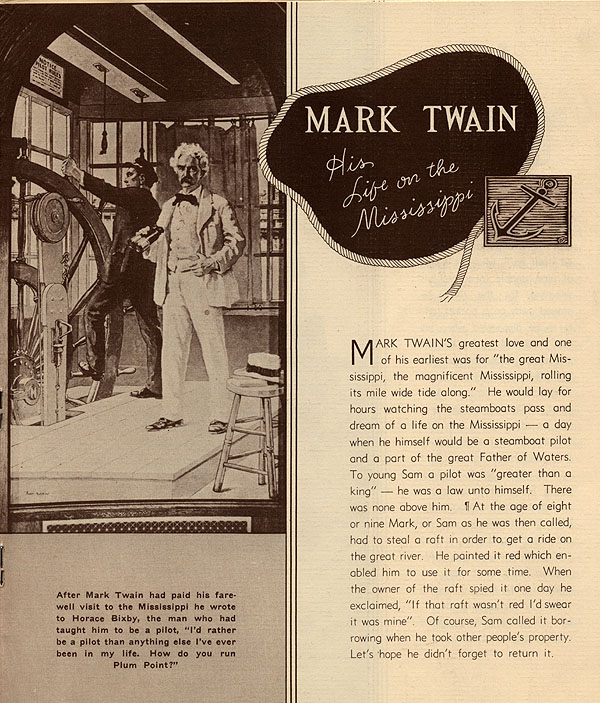 MARK TWAIN
His
Life on the
Mississippi
MARK TWAIN'S greatest love and one
of his earliest was for "the great Mis-
sissippi, the magnificent Mississippi, rolling
its mile wide tide along." He would lay for
hours watching the steamboats pass and
dream of a life on the Mississippi — a day
when he himself would be a steamboat pilot
and a part of the great Father of Waters.
To young Sam a pilot was "greater than a
king" — he was a law unto himself. There
was none above him. ¶ At the age of eight
or nine Mark, or Sam as he was then called,
had to steal a raft in order to get a ride on
the great river. He painted it red which en-
abled him to use it for some time. When
the owner of the raft spied it one day he
exclaimed, "If that raft wasn't red I'd swear
it was mine". Of course, Sam called it bor-
rowing when he took other people's property.
Let's hope he didn't forget to return it.
After Mark Twain had paid his fare-
well visit to the Mississippi he wrote
to Horace Bixby, the man who had
taught him to be a pilot, "I'd rather
be a pilot than anything else I've ever
been in my life. How do you run
Plum Point?"